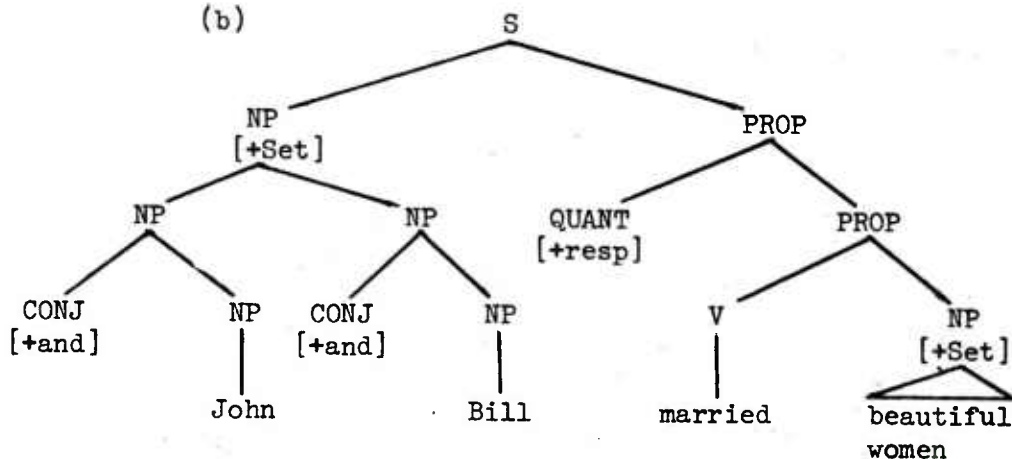 (b)
S
NP
[+Set]
PROP
NP
NP
QUANT
[+resp]
PROP
CONJ
[+and]
NP
CONJ
[+and]
NP
V
NP
[+Set]
John
Bill
married
beautiful
women